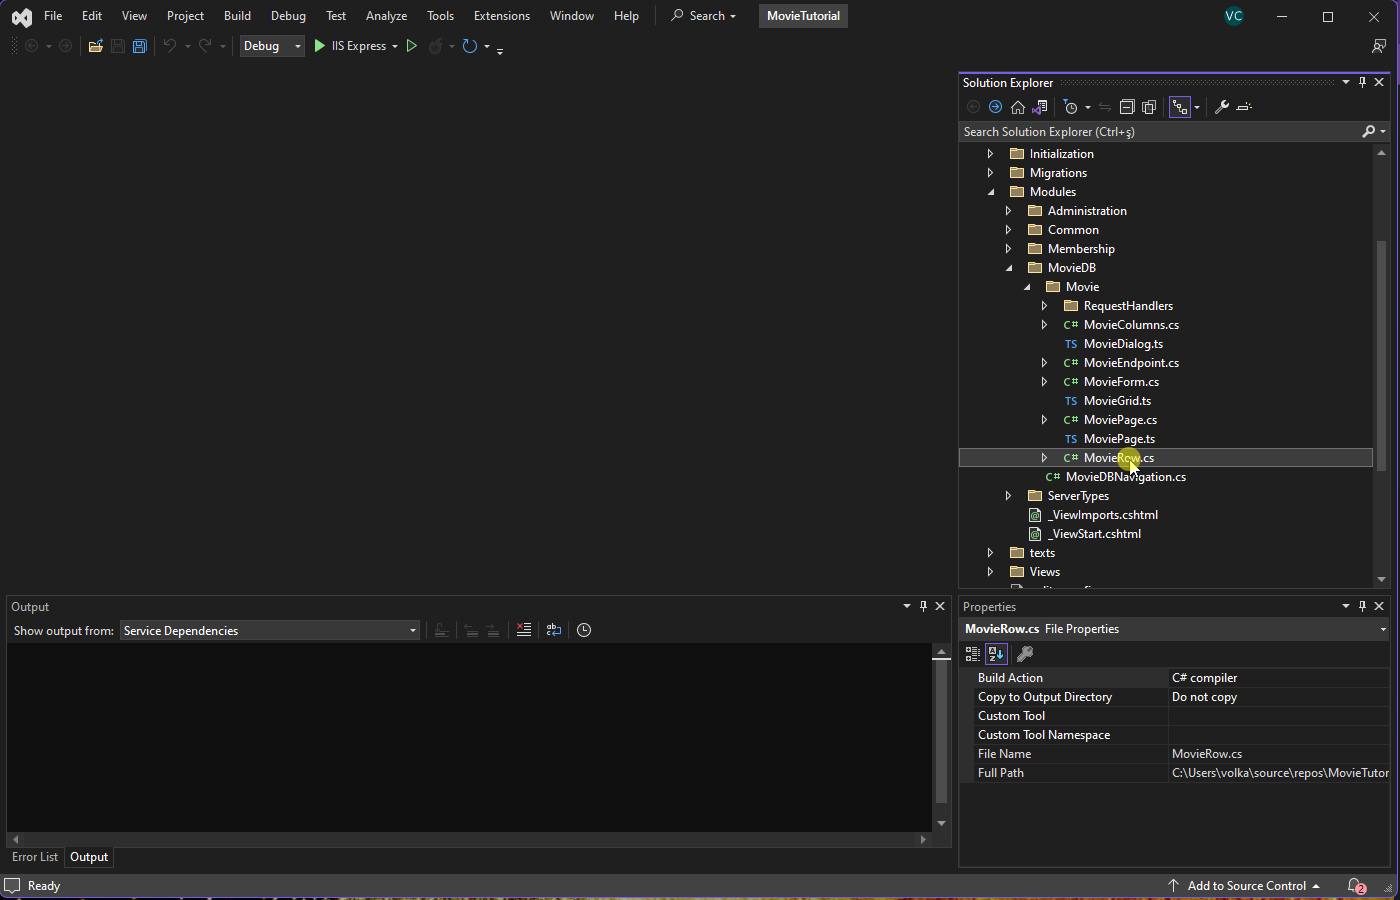 File Edit View Project Build Debug Test Analyze Tools Extensions Window Help Search MovieTutorial VC
Debug IIS Express
Solution Explorer
Search Solution Explorer (Ctrl+ş)
Initialization
Migrations
Modules
Administration
Common
Membership
MovieDB
Movie
RequestHandlers
C# MovieColumns.cs
TS MovieDialog.ts
C# MovieEndpoint.cs
C# MovieForm.cs
TS MovieGrid.ts
C# MoviePage.cs
TS MoviePage.ts
C# MovieRow.cs
C# MovieDBNavigation.cs
ServerTypes
_ViewImports.cshtml
_ViewStart.cshtml
texts
Views
Output
Show output from: Service Dependencies
Error List Output
Properties
MovieRow.cs File Properties
Build Action C# compiler
Copy to Output Directory Do not copy
Custom Tool
Custom Tool Namespace
File Name MovieRow.cs
Full Path C:\Users\volka\source\repos\MovieTutor
Ready Add to Source Control 2